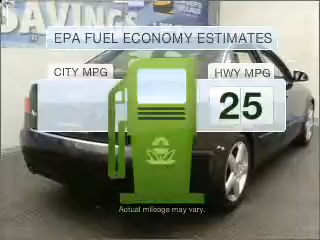 SAVINGS
EPA FUEL ECONOMY ESTIMATES
CITY MPG
HWY MPG
25
Actual mileage may vary.